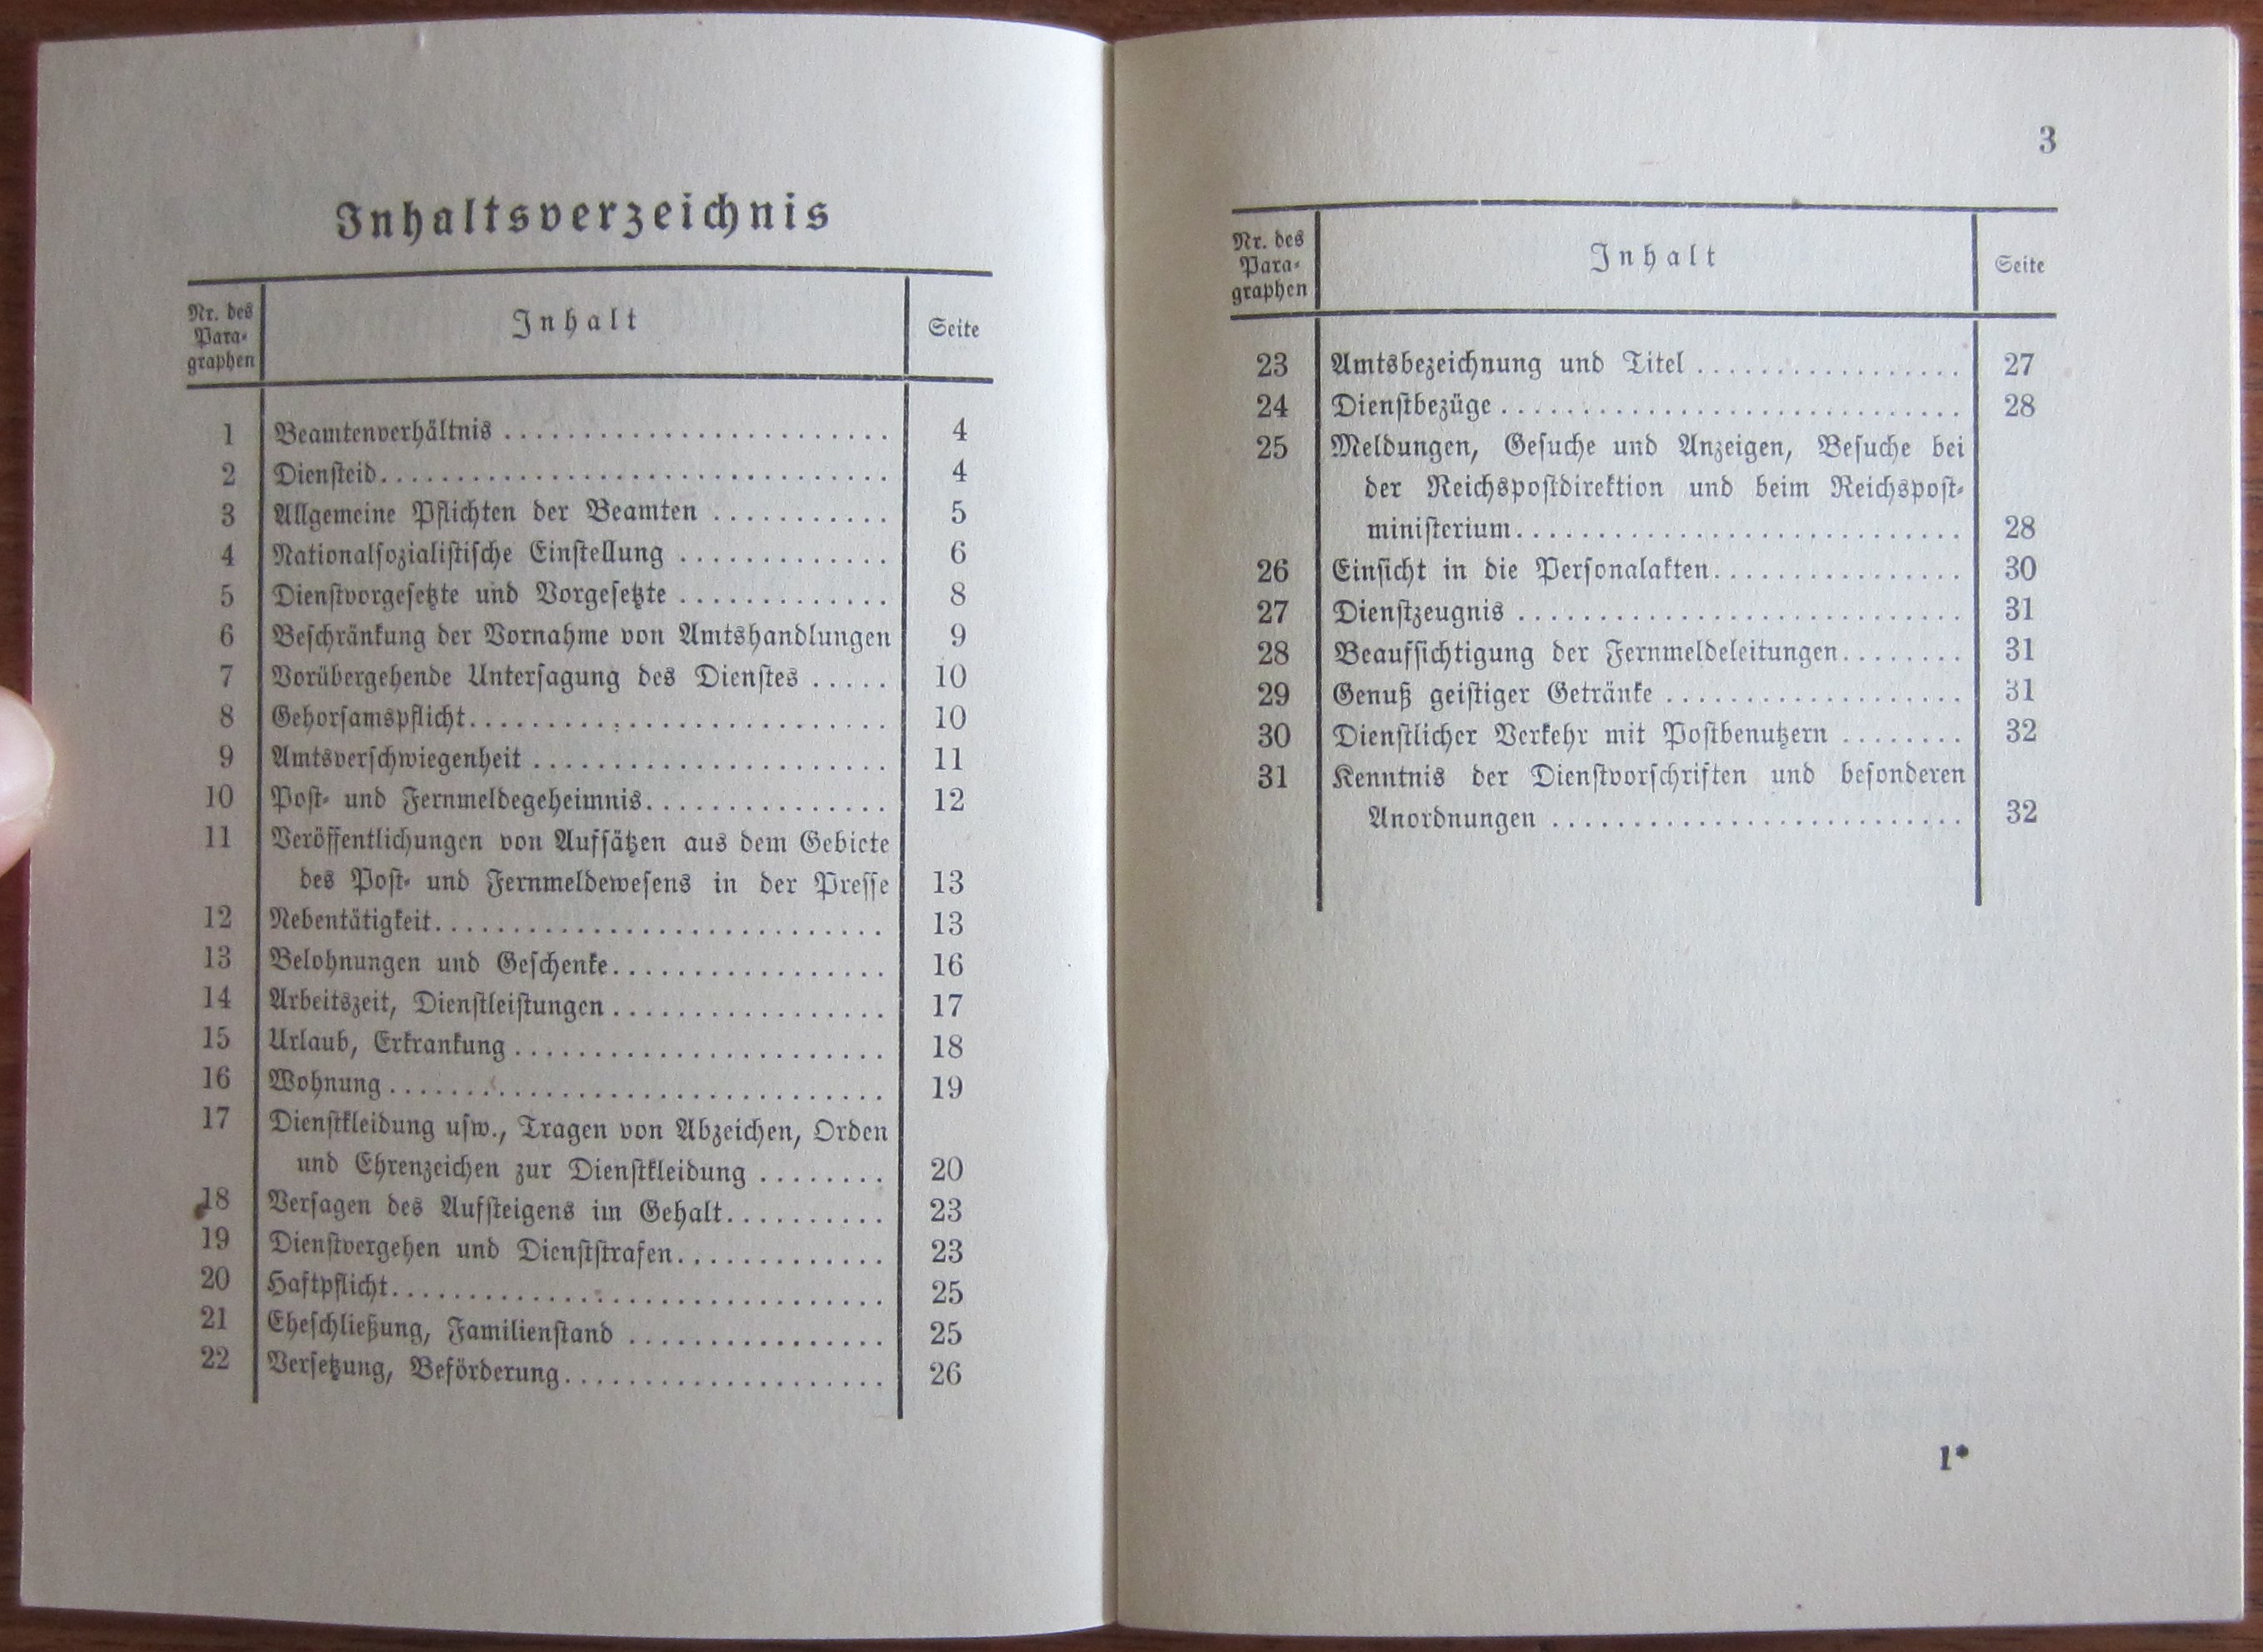 Inhaltsverzeichnis
Nr. des
Para-
graphen
Inhalt
Seite
1 Beamtenverhältnis ........................ 4
2 Diensteid................................ 4
3 Allgemeine Pflichten der Beamten ........... 5
4 Nationalsozialistische Einstellung ............. 6
5 Dienstvorgesetzte und Vorgesetzte ............. 8
6 Beschränkung der Vornahme von Amtshandlungen 9
7 Vorübergehende Untersagung des Dienstes ..... 10
8 Gehorsamspflicht.......................... 10
9 Amtsverschwiegenheit ...................... 11
10 Post- und Fernmeldegeheimnis............... 12
11 Veröffentlichungen von Aufsätzen aus dem Gebiete
des Post- und Fernmeldewesens in der Presse 13
12 Nebentätigkeit............................ 13
13 Belohnungen und Geschenke................. 16
14 Arbeitszeit, Dienstleistungen ................. 17
15 Urlaub, Erkrankung ....................... 18
16 Wohnung ............................... 19
17 Dienstkleidung usw., Tragen von Abzeichen, Orden
und Ehrenzeichen zur Dienstkleidung ........ 20
18 Versagen des Aufsteigens im Gehalt.......... 23
19 Dienstvergehen und Dienststrafen............. 23
20 Haftpflicht............................... 25
21 Eheschließung, Familienstand ................ 25
22 Versetzung, Beförderung.................... 26
3
Nr. des
Para-
graphen
Inhalt
Seite
23 Amtsbezeichnung und Titel ................. 27
24 Dienstbezüge ............................. 28
25 Meldungen, Gesuche und Anzeigen, Besuche bei
der Reichspostdirektion und beim Reichspost-
ministerium............................ 28
26 Einsicht in die Personalakten................ 30
27 Dienstzeugnis ............................ 31
28 Beaufsichtigung der Fernmeldeleitungen........ 31
29 Genuß geistiger Getränke ................... 31
30 Dienstlicher Verkehr mit Postbenutzern ........ 32
31 Kenntnis der Dienstvorschriften und besonderen
Anordnungen .......................... 32
1*